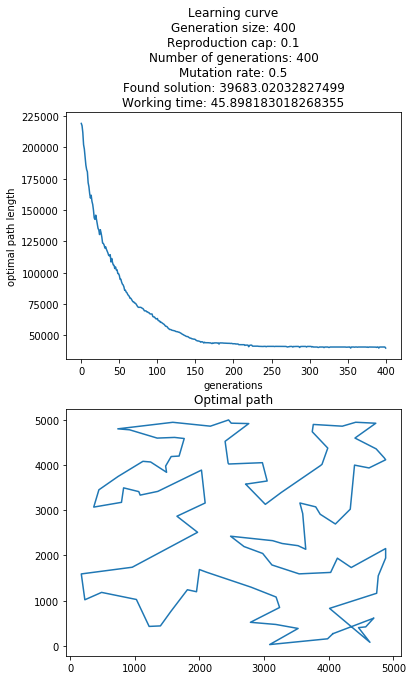 Learning curve
Generation size: 400
Reproduction cap: 0.1
Number of generations: 400
Mutation rate: 0.5
Found solution: 39683.02032827499
Working time: 45.898183018268355
225000
200000
175000
150000
125000
100000
75000
50000
optimal path length
0 50 100 150 200 250 300 350 400
generations
Optimal path
5000
4000
3000
2000
1000
0
0 1000 2000 3000 4000 5000